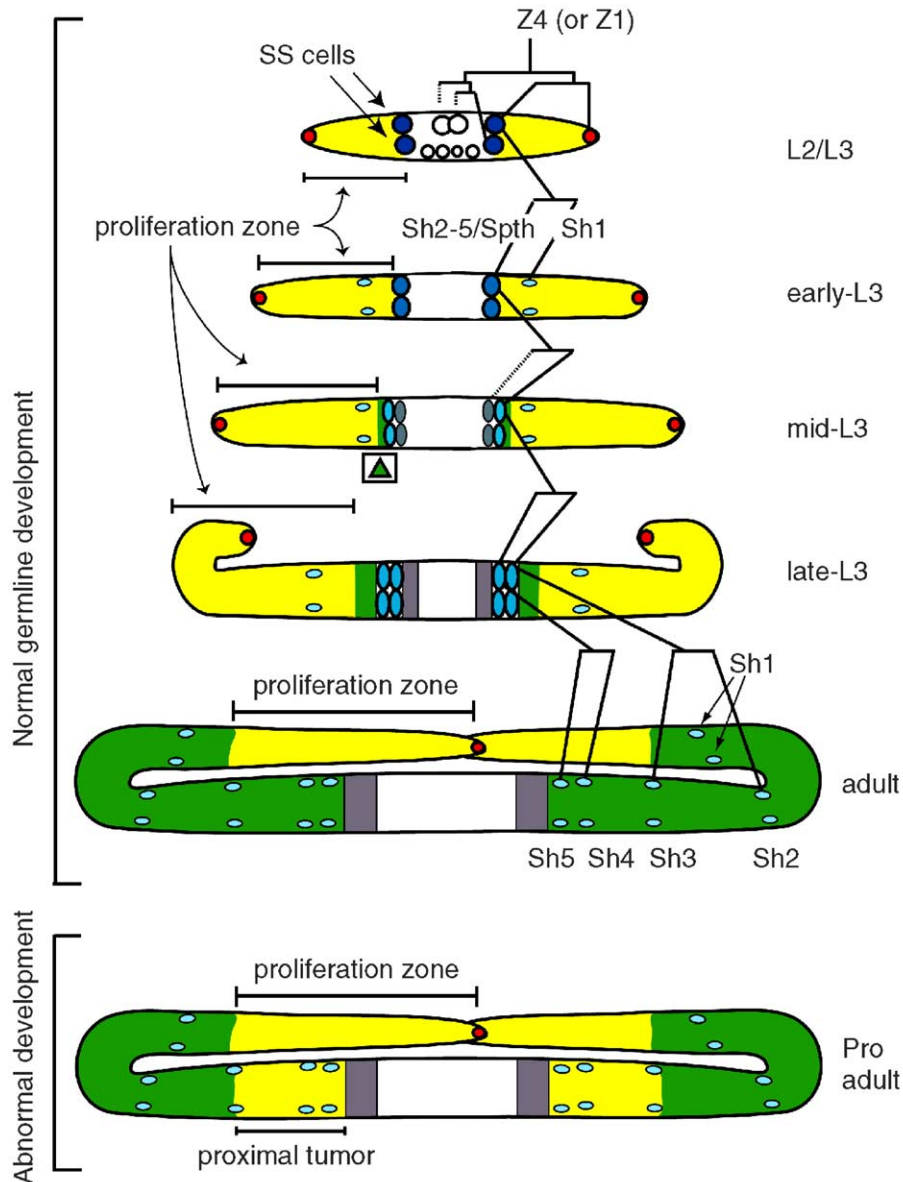 Z4 (or Z1)
SS cells
L2/L3
proliferation zone
Sh2-5/Spth
Sh1
early-L3
mid-L3
late-L3
Normal germline development
proliferation zone
Sh1
adult
Sh5
Sh4
Sh3
Sh2
Abnormal development
proliferation zone
Pro
adult
proximal tumor